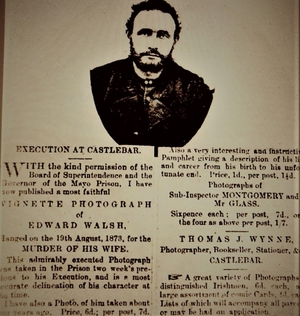 EXECUTION AT CASTLEBAR.
WITH the kind permission of the
Board of Superintendence and the
Governor of the Mayo Prison, I have
now published a most faithful
VIGNETTE PHOTOGRAPH
of
EDWARD WALSH,
Hanged on the 19th August, 1873, for the
MURDER OF HIS WIFE.
This admirably executed Photograph
was taken in the Prison two week's pre-
vious to his Execution, and is a most
accurate delineation of his character at
the time.
I have also a Photo, of him taken about
years ago. Price, 6d; per post, 7d.
Also a very interesting and instructive
Pamphlet giving a description of his life
and career from his birth to his unfor-
tunate end. Price, 1d., per post, 1½d.
Photographs of
Sub-Inspector MONTGOMERY and
Mr GLASS.
Sixpence each; per post, 7d., or
the four as above per post, 1/7.
THOMAS J. WYNNE,
Photographer, Bookseller, Stationer, &c
CASTLEBAR.
☞ A great variety of Photographs
distinguished Irishmen, 6d. each,
large assortment of comic Cards, 
Lists of which will accompany all parcels
or may be had on application.